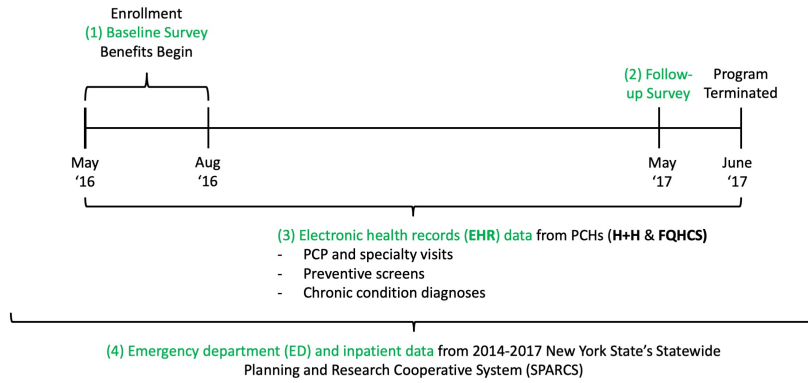 Enrollment
(1) Baseline Survey
Benefits Begin
(2) Follow-
up Survey
Program
Terminated
May
‘16
Aug
‘16
May
‘17
June
‘17
(3) Electronic health records (EHR) data from PCHs (H+H & FQHCS)
- PCP and specialty visits
- Preventive screens
- Chronic condition diagnoses
(4) Emergency department (ED) and inpatient data from 2014-2017 New York State’s Statewide
Planning and Research Cooperative System (SPARCS)